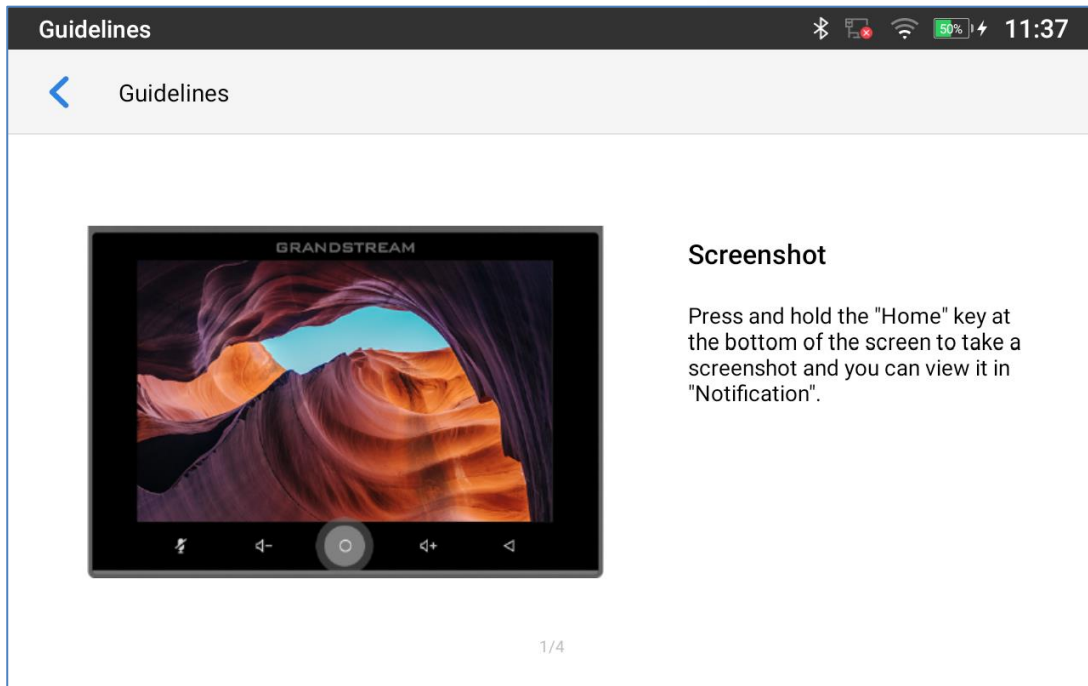 Guidelines
50%
11:37
Guidelines
GRANDSTREAM
Screenshot
Press and hold the "Home" key at
the bottom of the screen to take a
screenshot and you can view it in
"Notification".
1/4